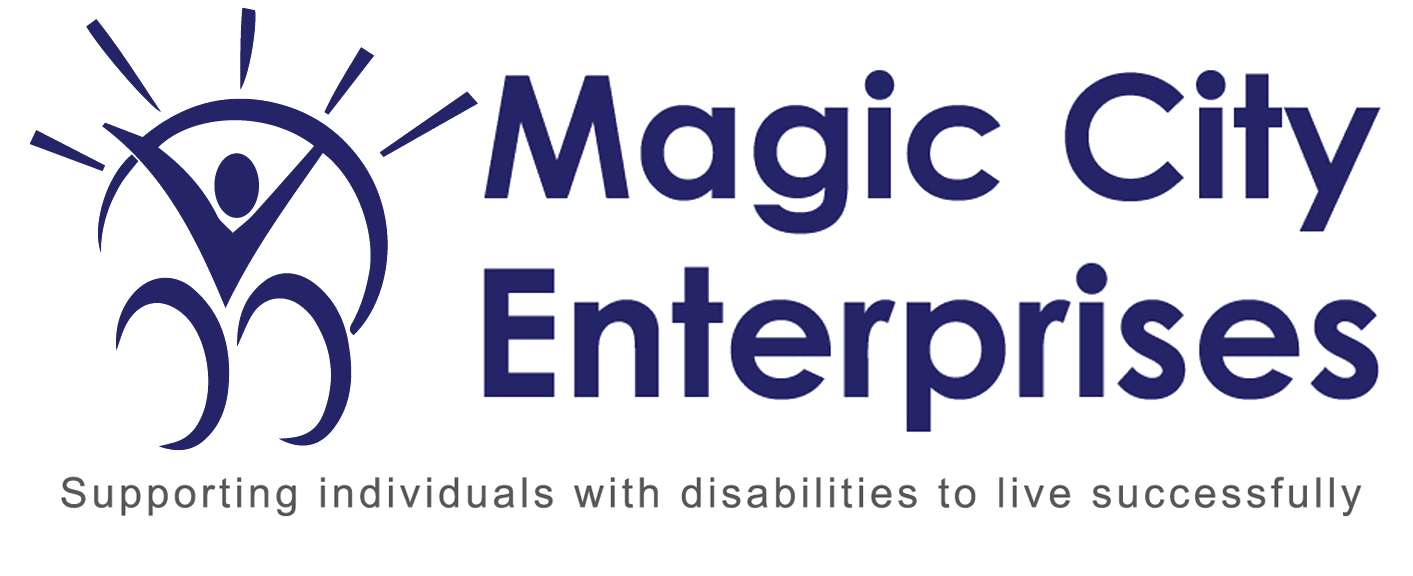 Magic City
Enterprises
Supporting individuals with disabilities to live successfully